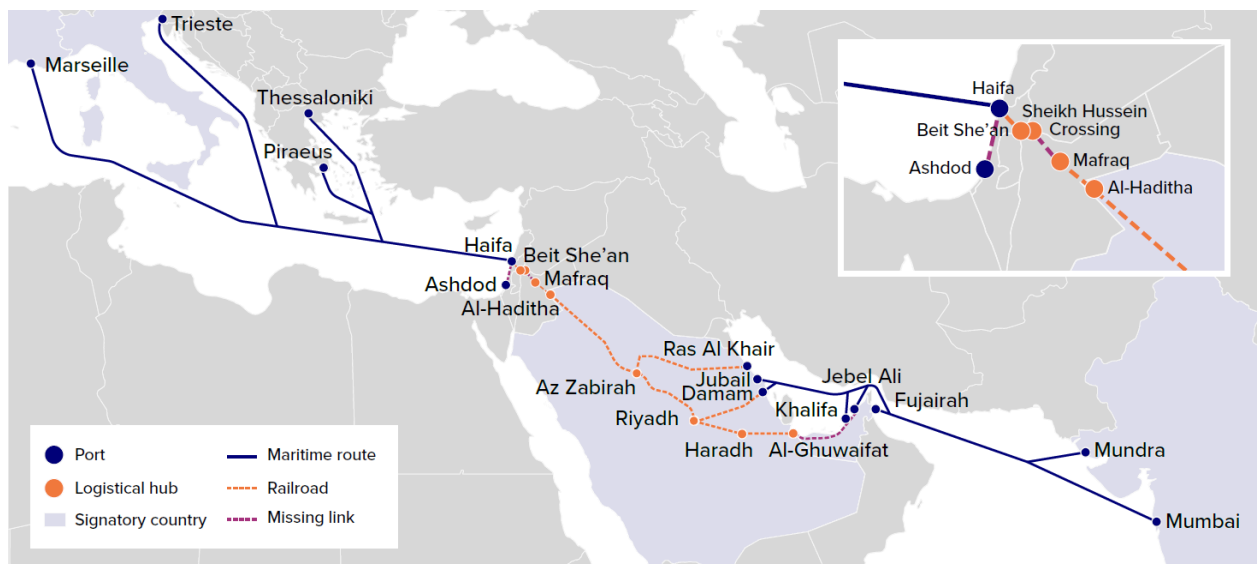 Trieste
Marseille
Thessaloniki
Piraeus
Haifa
Beit She'an
Ashdod
Mafraq
Al-Haditha
Ras Al Khair
Az Zabirah
Jubail
Damam
Jebel Ali
Khalifa
Fujairah
Riyadh
Haradh
Al-Ghuwaifat
Mundra
Mumbai
Haifa
Sheikh Hussein
Crossing
Beit She'an
Mafraq
Ashdod
Al-Haditha
Port
Maritime route
Logistical hub
Railroad
Signatory country
Missing link